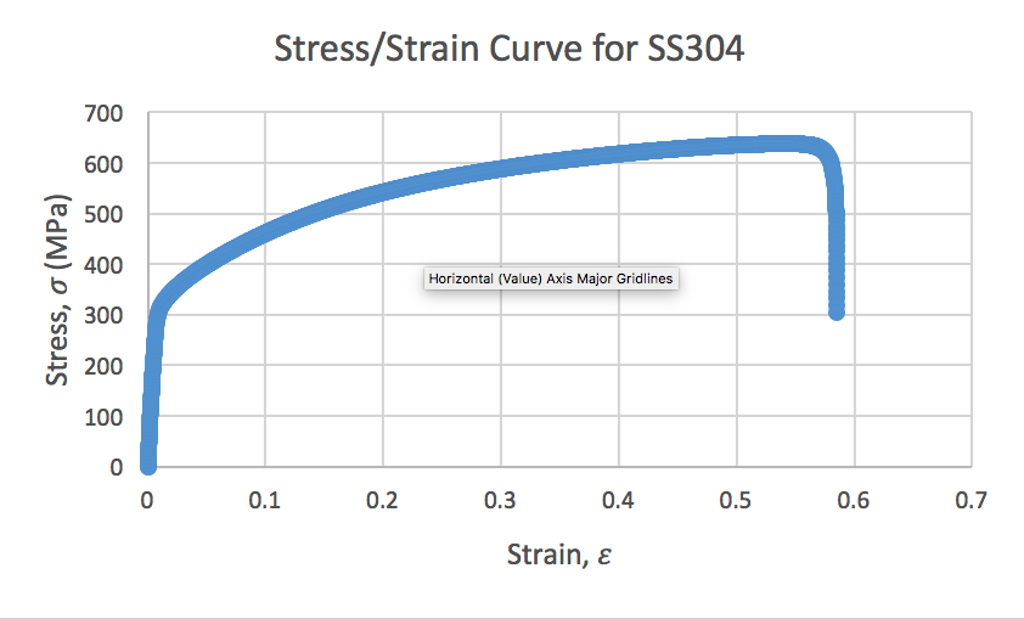 Stress/Strain Curve for SS304
700
600
500
400
300
200
100
0
Stress, σ (MPa)
Horizontal (Value) Axis Major Gridlines
0 0.1 0.2 0.3 0.4 0.5 0.6 0.7
Strain, ε